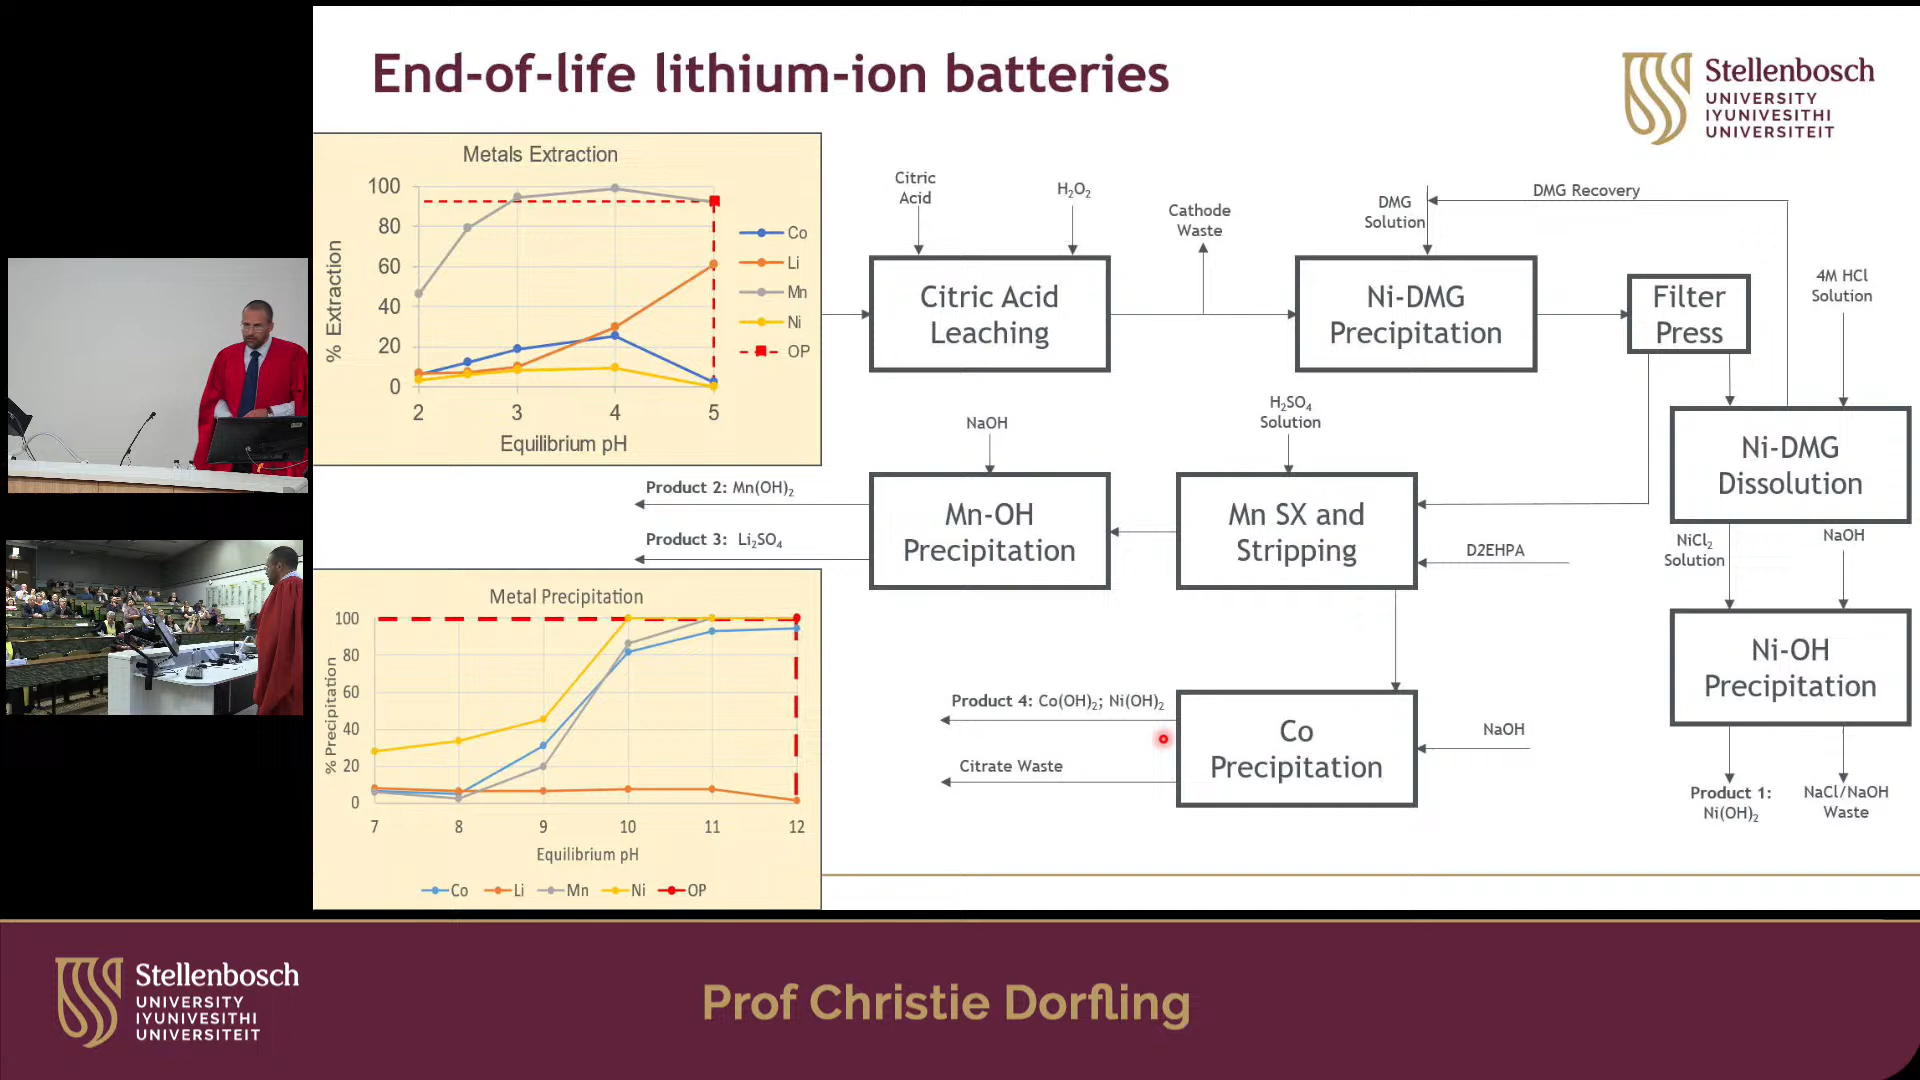 End-of-life lithium-ion batteries
Stellenbosch
UNIVERSITY
IYUNIVESITHI
UNIVERSITEIT
Metals Extraction
% Extraction
100
80
60
40
20
0
2
3
4
5
Equilibrium pH
Co
Li
Mn
Ni
OP
Citric
Acid
H₂O₂
Citric Acid
Leaching
Cathode
Waste
DMG
Solution
DMG Recovery
Ni-DMG
Precipitation
Filter
Press
4M HCl
Solution
Ni-DMG
Dissolution
NiCl₂
Solution
NaOH
Ni-OH
Precipitation
Product 1:
Ni(OH)₂
NaCl/NaOH
Waste
H₂SO₄
Solution
Mn SX and
Stripping
D2EHPA
NaOH
Mn-OH
Precipitation
Product 2: Mn(OH)₂
Product 3: Li₂SO₄
Co
Precipitation
NaOH
Product 4: Co(OH)₂; Ni(OH)₂
Citrate Waste
Metal Precipitation
% Precipitation
100
80
60
40
20
0
7
8
9
10
11
12
Equilibrium pH
Co
Li
Mn
Ni
OP
Stellenbosch
UNIVERSITY
IYUNIVESITHI
UNIVERSITEIT
Prof Christie Dorfling